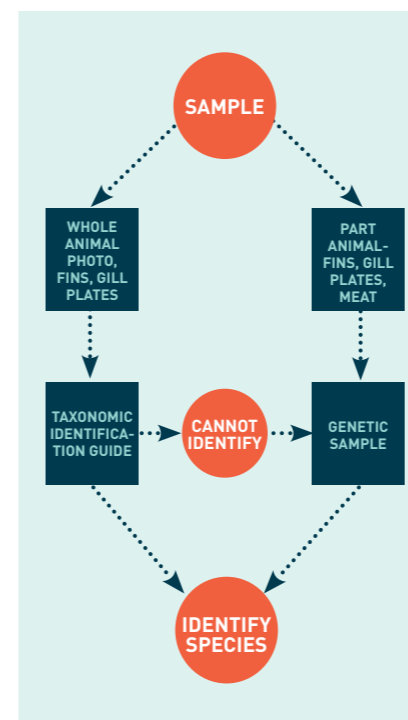 SAMPLE
WHOLE
ANIMAL
PHOTO,
FINS, GILL
PLATES
PART
ANIMAL-
FINS, GILL
PLATES,
MEAT
TAXONOMIC
IDENTIFICA-
TION GUIDE
CANNOT
IDENTIFY
GENETIC
SAMPLE
IDENTIFY
SPECIES